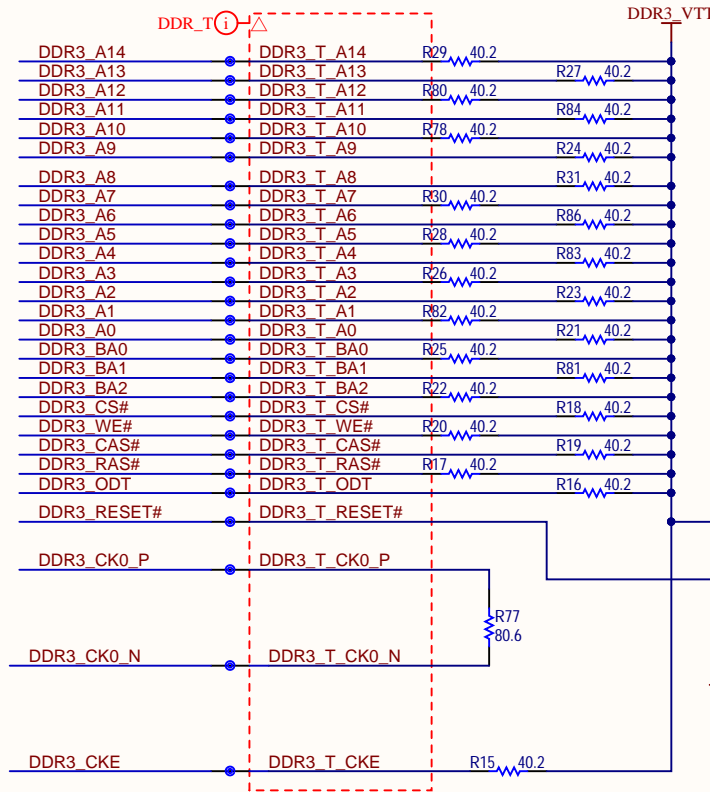 DDR_T i DDR3_VTT
DDR3_A14 DDR3_T_A14 R29 40.2
DDR3_A13 DDR3_T_A13 R27 40.2
DDR3_A12 DDR3_T_A12 R80 40.2
DDR3_A11 DDR3_T_A11 R84 40.2
DDR3_A10 DDR3_T_A10 R78 40.2
DDR3_A9 DDR3_T_A9 R24 40.2
DDR3_A8 DDR3_T_A8 R31 40.2
DDR3_A7 DDR3_T_A7 R30 40.2
DDR3_A6 DDR3_T_A6 R86 40.2
DDR3_A5 DDR3_T_A5 R28 40.2
DDR3_A4 DDR3_T_A4 R83 40.2
DDR3_A3 DDR3_T_A3 R26 40.2
DDR3_A2 DDR3_T_A2 R23 40.2
DDR3_A1 DDR3_T_A1 R82 40.2
DDR3_A0 DDR3_T_A0 R21 40.2
DDR3_BA0 DDR3_T_BA0 R25 40.2
DDR3_BA1 DDR3_T_BA1 R81 40.2
DDR3_BA2 DDR3_T_BA2 R22 40.2
DDR3_CS# DDR3_T_CS# R18 40.2
DDR3_WE# DDR3_T_WE# R20 40.2
DDR3_CAS# DDR3_T_CAS# R19 40.2
DDR3_RAS# DDR3_T_RAS# R17 40.2
DDR3_ODT DDR3_T_ODT R16 40.2
DDR3_RESET# DDR3_T_RESET#
DDR3_CK0_P DDR3_T_CK0_P
R77
80.6
DDR3_CK0_N DDR3_T_CK0_N
DDR3_CKE DDR3_T_CKE R15 40.2